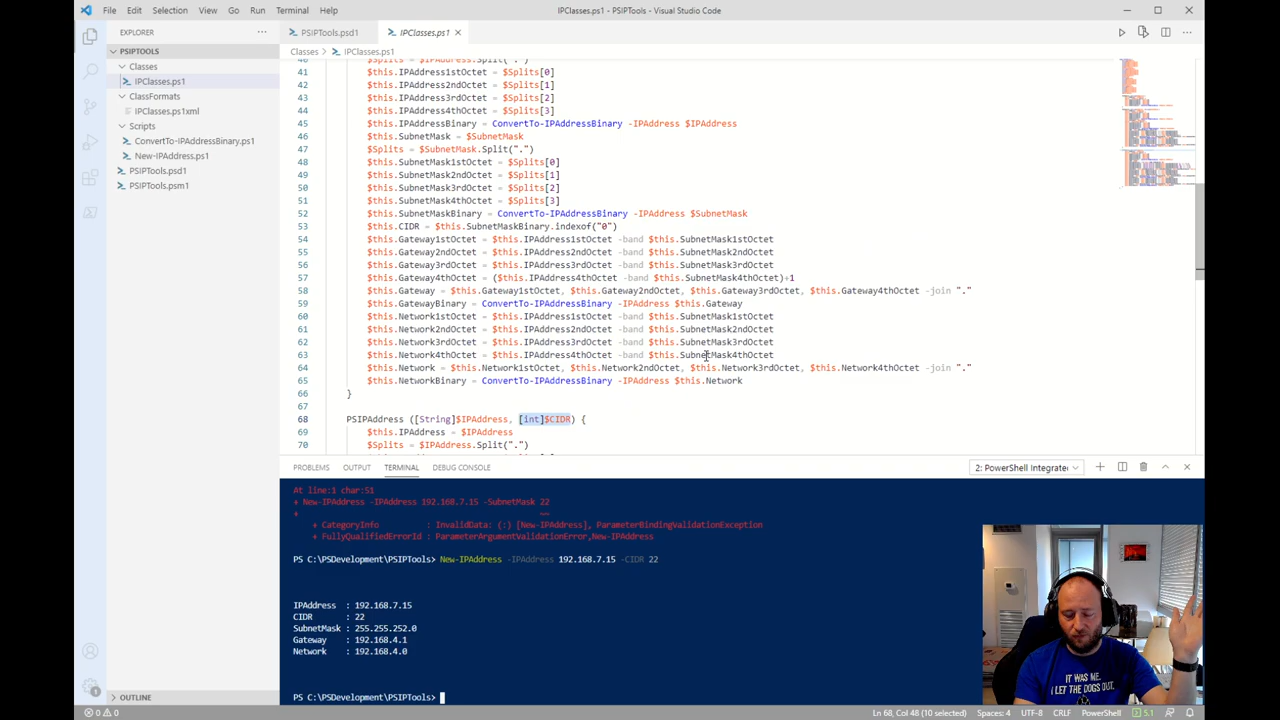 File Edit Selection View Go Run Terminal Help
IPClasses.ps1 - PSIPTools - Visual Studio Code
EXPLORER
PSIPTOOLS
Classes
IPClasses.ps1
ClassFormats
IPClasses.ps1xml
Scripts
ConvertTo-IPAddressBinary.ps1
New-IPAddress.ps1
PSIPTools.psd1
PSIPTools.psm1
OUTLINE
PSIPTools.psd1 IPClasses.ps1
Classes > IPClasses.ps1
40 $Splits = $IPAddress.Split(".")
41 $this.IPAddress1stOctet = $Splits[0]
42 $this.IPAddress2ndOctet = $Splits[1]
43 $this.IPAddress3rdOctet = $Splits[2]
44 $this.IPAddress4thOctet = $Splits[3]
45 $this.IPAddressBinary = ConvertTo-IPAddressBinary -IPAddress $IPAddress
46 $this.SubnetMask = $SubnetMask
47 $Splits = $SubnetMask.Split(".")
48 $this.SubnetMask1stOctet = $Splits[0]
49 $this.SubnetMask2ndOctet = $Splits[1]
50 $this.SubnetMask3rdOctet = $Splits[2]
51 $this.SubnetMask4thOctet = $Splits[3]
52 $this.SubnetMaskBinary = ConvertTo-IPAddressBinary -IPAddress $SubnetMask
53 $this.CIDR = $this.SubnetMaskBinary.indexof("0")
54 $this.Gateway1stOctet = $this.IPAddress1stOctet -band $this.SubnetMask1stOctet
55 $this.Gateway2ndOctet = $this.IPAddress2ndOctet -band $this.SubnetMask2ndOctet
56 $this.Gateway3rdOctet = $this.IPAddress3rdOctet -band $this.SubnetMask3rdOctet
57 $this.Gateway4thOctet = ($this.IPAddress4thOctet -band $this.SubnetMask4thOctet)+1
58 $this.Gateway = $this.Gateway1stOctet, $this.Gateway2ndOctet, $this.Gateway3rdOctet, $this.Gateway4thOctet -join "."
59 $this.GatewayBinary = ConvertTo-IPAddressBinary -IPAddress $this.Gateway
60 $this.Network1stOctet = $this.IPAddress1stOctet -band $this.SubnetMask1stOctet
61 $this.Network2ndOctet = $this.IPAddress2ndOctet -band $this.SubnetMask2ndOctet
62 $this.Network3rdOctet = $this.IPAddress3rdOctet -band $this.SubnetMask3rdOctet
63 $this.Network4thOctet = $this.IPAddress4thOctet -band $this.SubnetMask4thOctet
64 $this.Network = $this.Network1stOctet, $this.Network2ndOctet, $this.Network3rdOctet, $this.Network4thOctet -join "."
65 $this.NetworkBinary = ConvertTo-IPAddressBinary -IPAddress $this.Network
66 }
67
68 PSIPAddress ([String]$IPAddress, [int]$CIDR) {
69 $this.IPAddress = $IPAddress
70 $Splits = $IPAddress.Split(".")
PROBLEMS OUTPUT TERMINAL DEBUG CONSOLE 2: PowerShell Integrate
At line:1 char:51
+ New-IPAddress -IPAddress 192.168.7.15 -SubnetMask 22
+ ~~
+ CategoryInfo : InvalidData: (:) [New-IPAddress], ParameterBindingValidationException
+ FullyQualifiedErrorId : ParameterArgumentValidationError,New-IPAddress
PS C:\PSDevelopment\PSIPTools> New-IPAddress -IPAddress 192.168.7.15 -CIDR 22
IPAddress : 192.168.7.15
CIDR : 22
SubnetMask : 255.255.252.0
Gateway : 192.168.4.1
Network : 192.168.4.0
PS C:\PSDevelopment\PSIPTools>
IT WAS ME.
I LET THE DOGS OUT.
0 0
Ln 68, Col 48 (10 selected) Spaces: 4 UTF-8 CRLF PowerShell 5.1